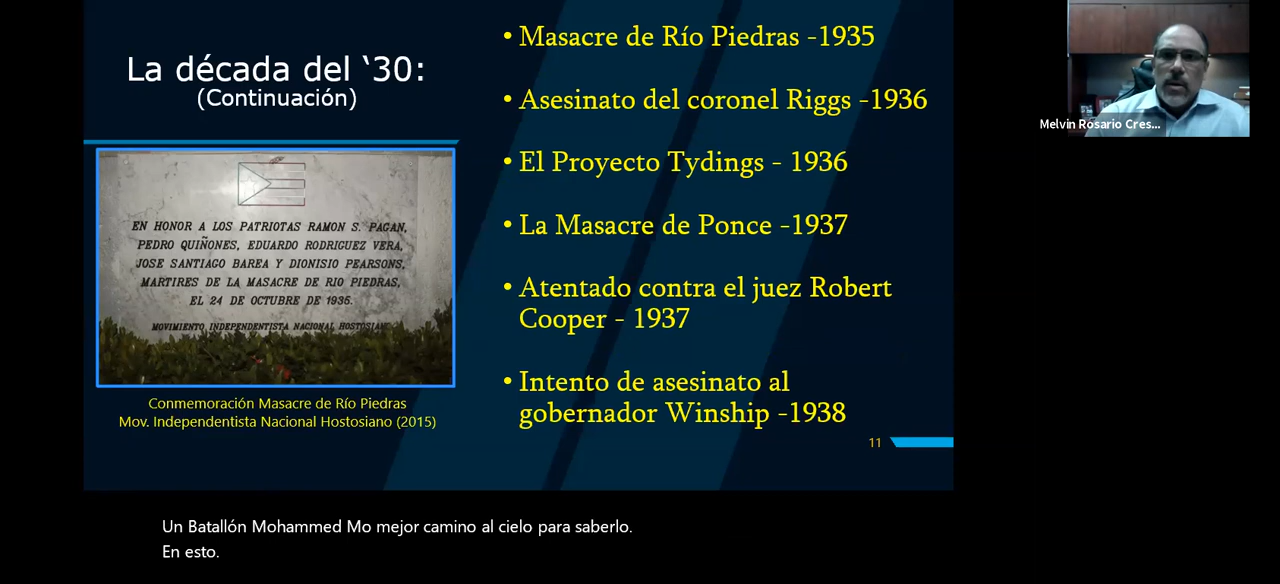 La década del ‘30:
(Continuación)
EN HONOR A LOS PATRIOTAS RAMON S. PAGAN,
PEDRO QUIÑONES, EDUARDO RODRIGUEZ VERA,
JOSE SANTIAGO BAREA Y DIONISIO PEARSONS,
MARTIRES DE LA MASACRE DE RIO PIEDRAS,
EL 24 DE OCTUBRE DE 1935.
MOVIMIENTO INDEPENDENTISTA NACIONAL HOSTOSIANO
Conmemoración Masacre de Río Piedras
Mov. Independentista Nacional Hostosiano (2015)
• Masacre de Río Piedras -1935
• Asesinato del coronel Riggs -1936
• El Proyecto Tydings - 1936
• La Masacre de Ponce -1937
• Atentado contra el juez Robert
Cooper - 1937
• Intento de asesinato al
gobernador Winship -1938
11
Melvin Rosario Cres...
Un Batallón Mohammed Mo mejor camino al cielo para saberlo.
En esto.